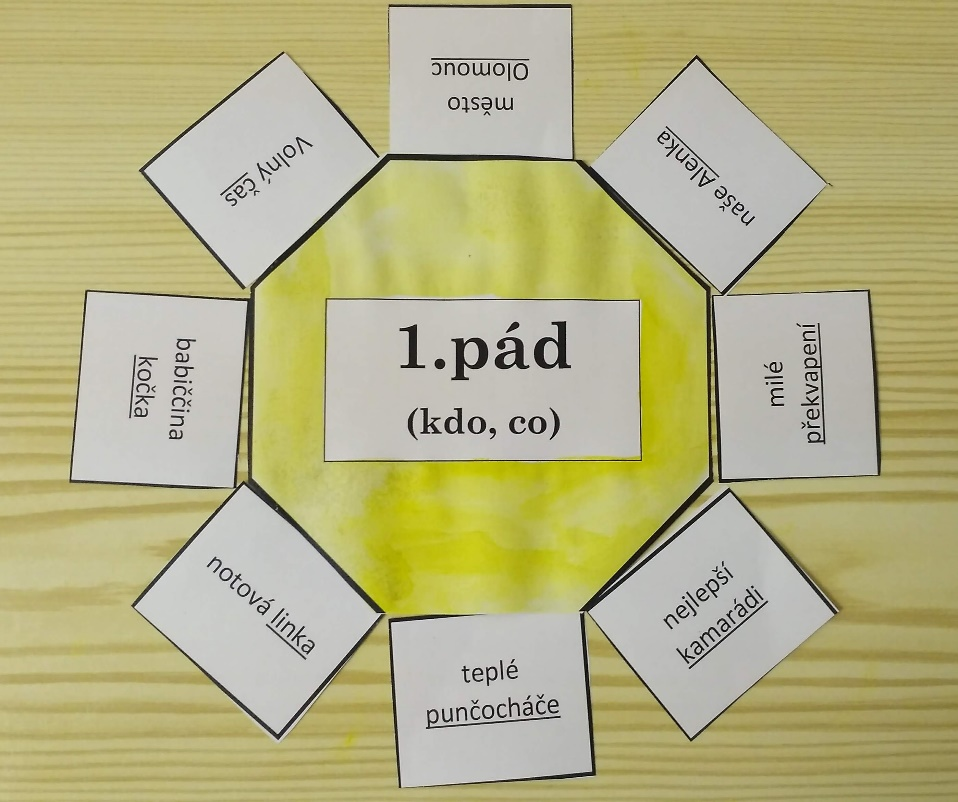 1.pád
(kdo, co)
město
Olomouc
naše Alenka
milé
překvapení
nejlepší
kamarádi
teplé
punčocháče
notová linka
babiččina
kočka
Volný čas